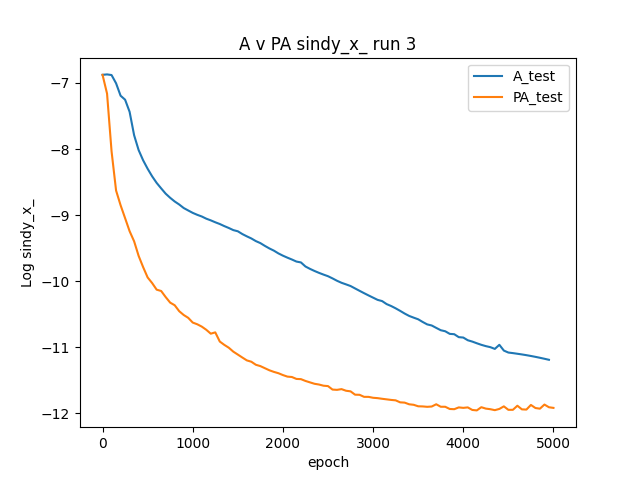 A v PA sindy_x_ run 3
A_test
PA_test
Log sindy_x_
−7
−8
−9
−10
−11
−12
0
1000
2000
3000
4000
5000
epoch